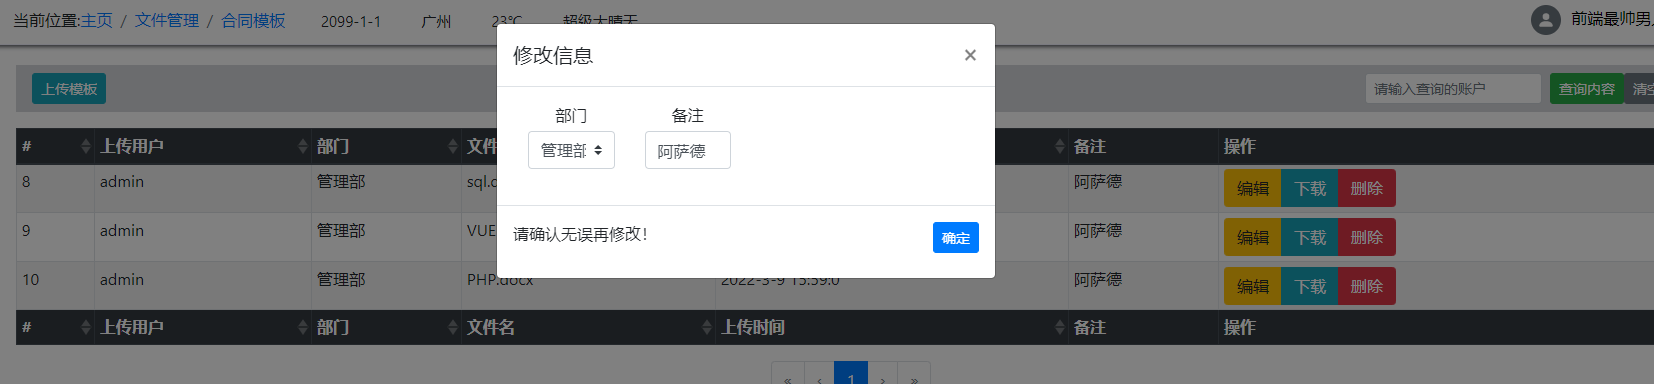 当前位置:主页 / 文件管理 / 合同模板 2099-1-1 广州 23℃ 超级大晴天 前端最帅男人
修改信息 ×
上传模板 请输入查询的账户 查询内容 清空
部门 备注
管理部 阿萨德
# 上传用户 部门 文件 备注 操作
8 admin 管理部 sql.d 阿萨德 编辑 下载 删除
9 admin 管理部 VUE 阿萨德 编辑 下载 删除
请确认无误再修改! 确定
10 admin 管理部 PHP.docx 2022-3-9 15:59:0 阿萨德 编辑 下载 删除
# 上传用户 部门 文件名 上传时间 备注 操作
« ‹ 1 › »